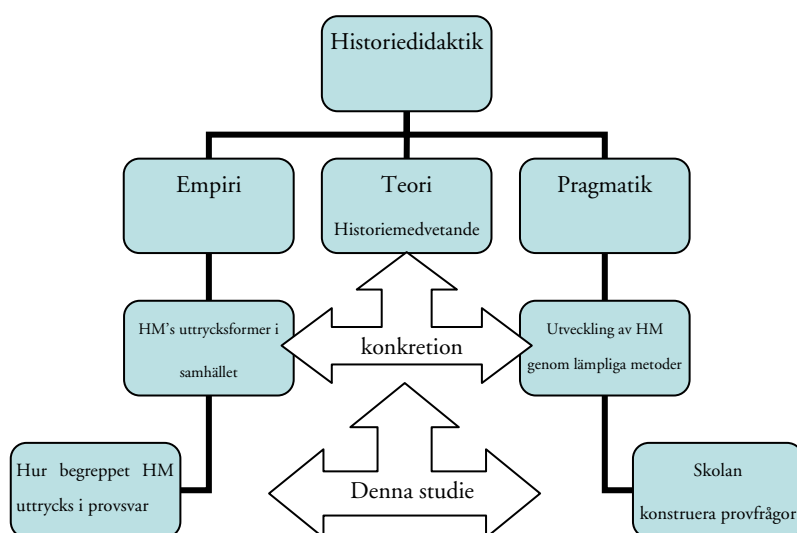 Historiedidaktik
Empiri
Teori
Historiemedvetande
Pragmatik
HM's uttrycksformer i
samhället
konkretion
Utveckling av HM
genom lämpliga metoder
Hur begreppet HM
uttrycks i provsvar
Denna studie
Skolan
konstruera provfrågor